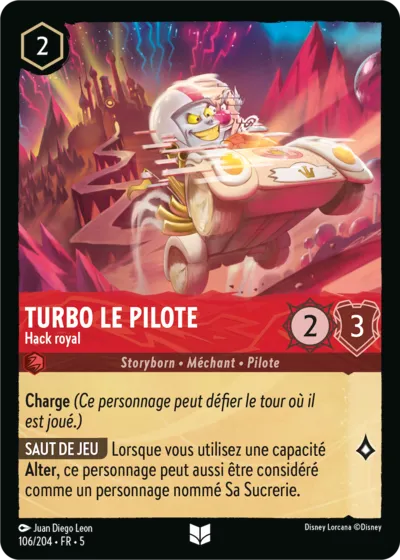 2
TURBO LE PILOTE
Hack royal
2
3
Storyborn • Méchant • Pilote
Charge (Ce personnage peut défier le tour où il
est joué.)
SAUT DE JEU Lorsque vous utilisez une capacité
Alter, ce personnage peut aussi être considéré
comme un personnage nommé Sa Sucrerie.
Juan Diego Leon
106/204 • FR • 5
Disney Lorcana ©Disney